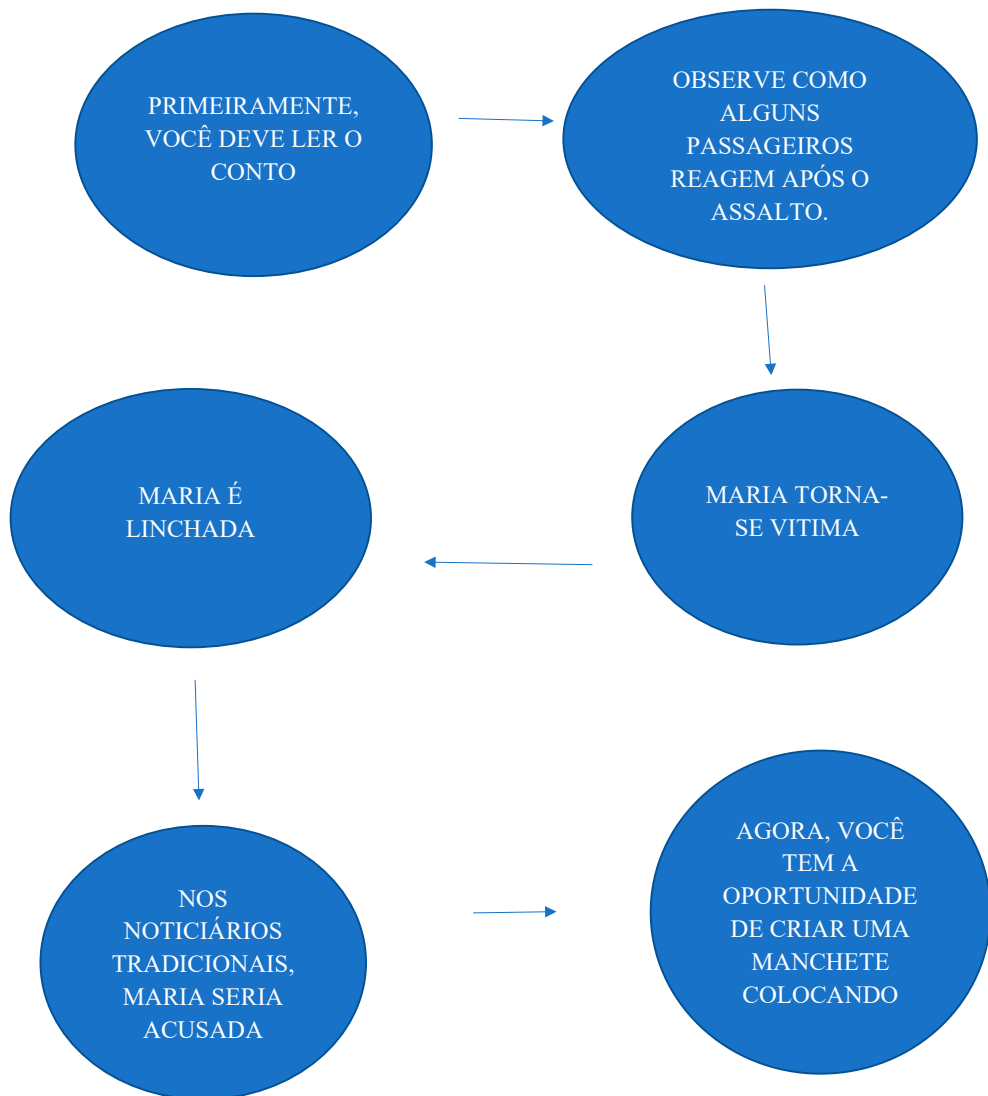 PRIMEIRAMENTE,
VOCÊ DEVE LER O
CONTO
OBSERVE COMO
ALGUNS
PASSAGEIROS
REAGEM APÓS O
ASSALTO.
MARIA TORNA-
SE VITIMA
MARIA É
LINCHADA
NOS
NOTICIÁRIOS
TRADICIONAIS,
MARIA SERIA
ACUSADA
AGORA, VOCÊ
TEM A
OPORTUNIDADE
DE CRIAR UMA
MANCHETE
COLOCANDO